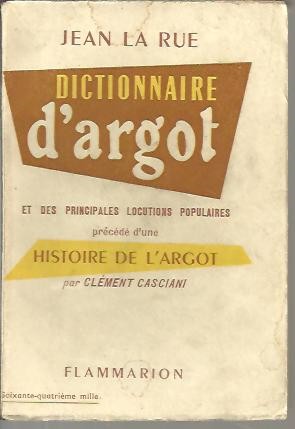 JEAN LA RUE
DICTIONNAIRE
d'argot
ET DES PRINCIPALES LOCUTIONS POPULAIRES
précédé d'une
HISTOIRE DE L'ARGOT
par CLÉMENT CASCIANI
FLAMMARION
Soixante-quatrième mille.